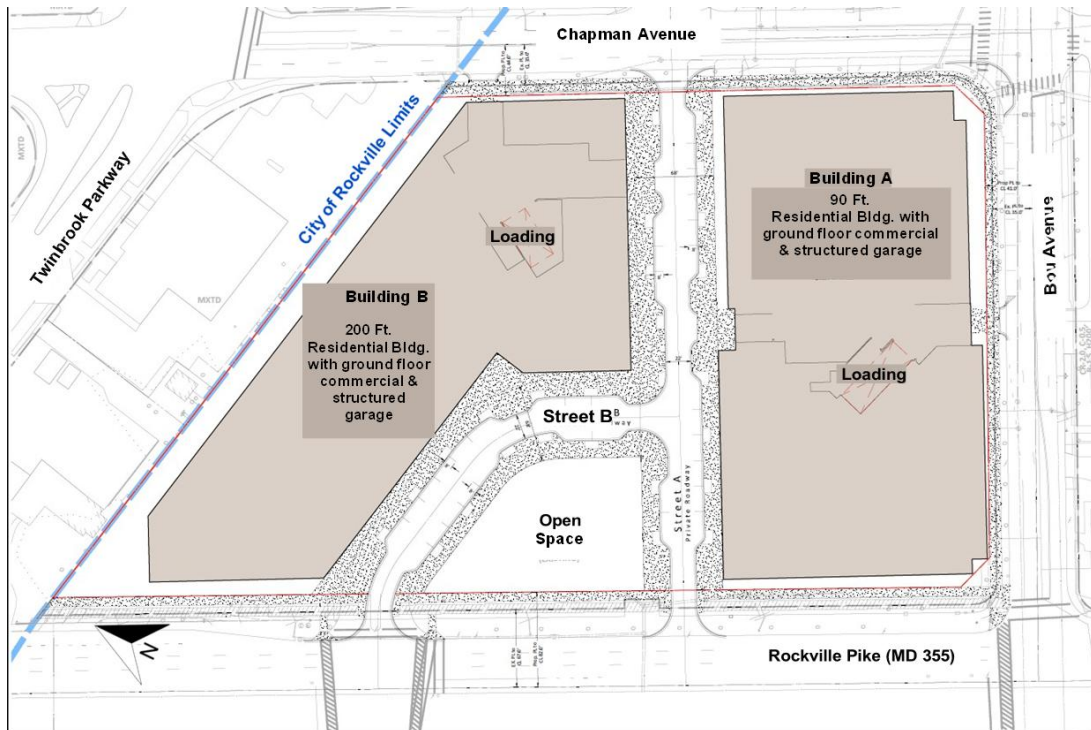 Chapman Avenue
Twinbrook Parkway
City of Rockville Limits
MXTD
MXTD
Building A
90 Ft.
Residential Bldg. with
ground floor commercial
& structured garage
Bou Avenue
Loading
Building B
200 Ft.
Residential Bldg.
with ground floor
commercial &
structured
garage
Loading
Street B
Street A
Private Roadway
Open
Space
N
Rockville Pike (MD 355)